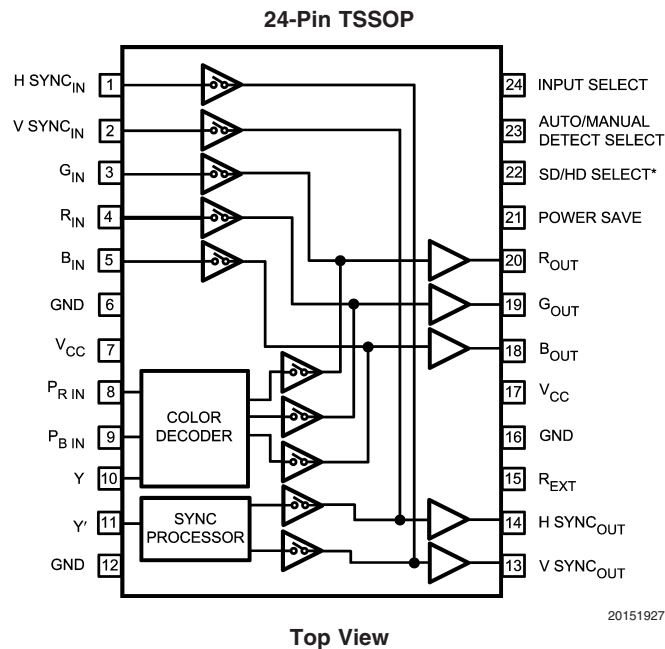 24-Pin TSSOP
H SYNCIN 1
V SYNCIN 2
GIN 3
RIN 4
BIN 5
GND 6
VCC 7
PR IN 8
PB IN 9
Y 10
Y' 11
GND 12
COLOR
DECODER
SYNC
PROCESSOR
24 INPUT SELECT
23 AUTO/MANUAL
DETECT SELECT
22 SD/HD SELECT*
21 POWER SAVE
20 ROUT
19 GOUT
18 BOUT
17 VCC
16 GND
15 REXT
14 H SYNCOUT
13 V SYNCOUT
20151927
Top View